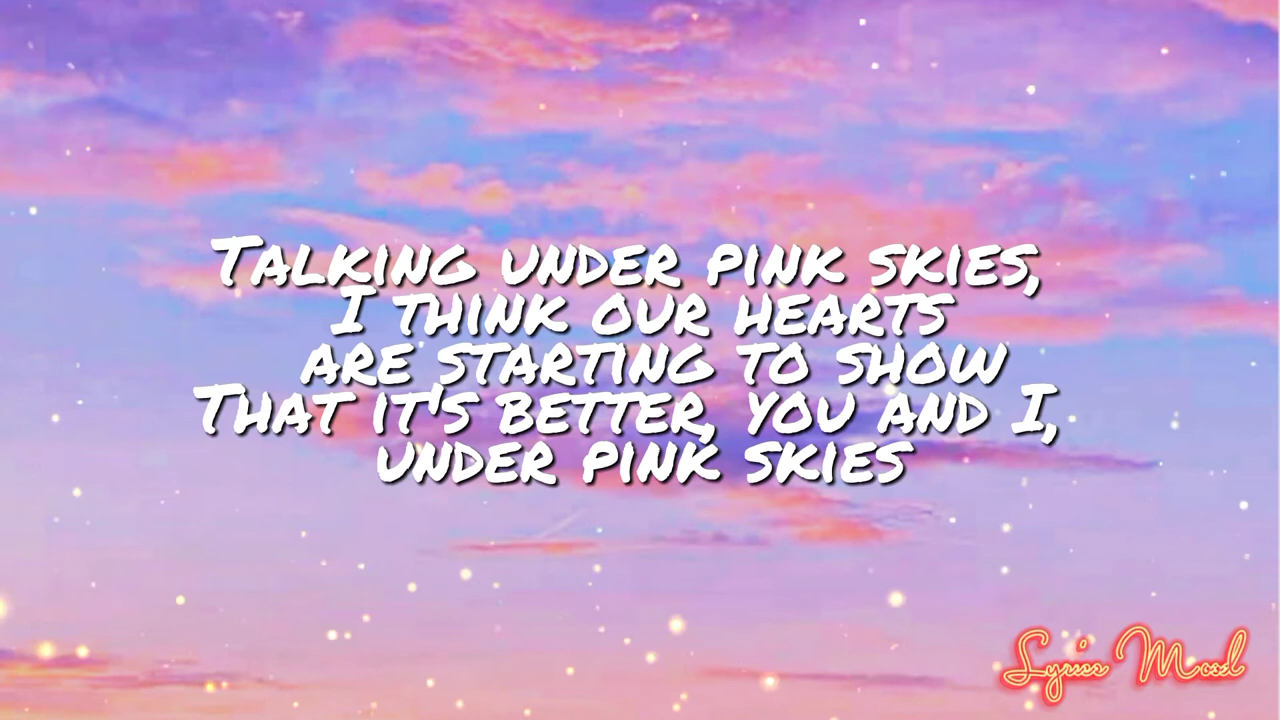 Talking under pink skies,
I think our hearts
are starting to show
That it's better, you and I,
under pink skies
Lyrics Mood